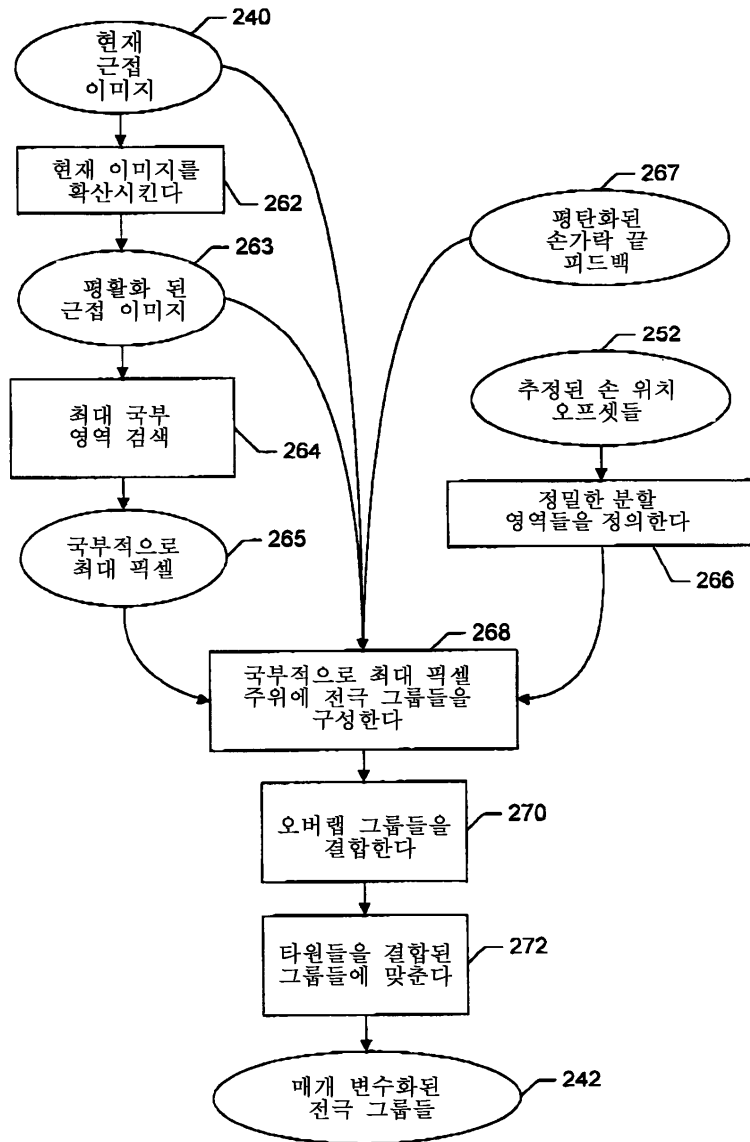 240
현재
근접
이미지
현재 이미지를
확산시킨다
262
263
평활화 된
근접 이미지
최대 국부
영역 검색
264
국부적으로
최대 픽셀
265
267
평탄화된
손가락 끝
피드백
252
추정된 손 위치
오프셋들
정밀한 분할
영역들을 정의한다
266
268
국부적으로 최대 픽셀
주위에 전극 그룹들을
구성한다
오버랩 그룹들을
결합한다
270
타원들을 결합된
그룹들에 맞춘다
272
매개 변수화된
전극 그룹들
242